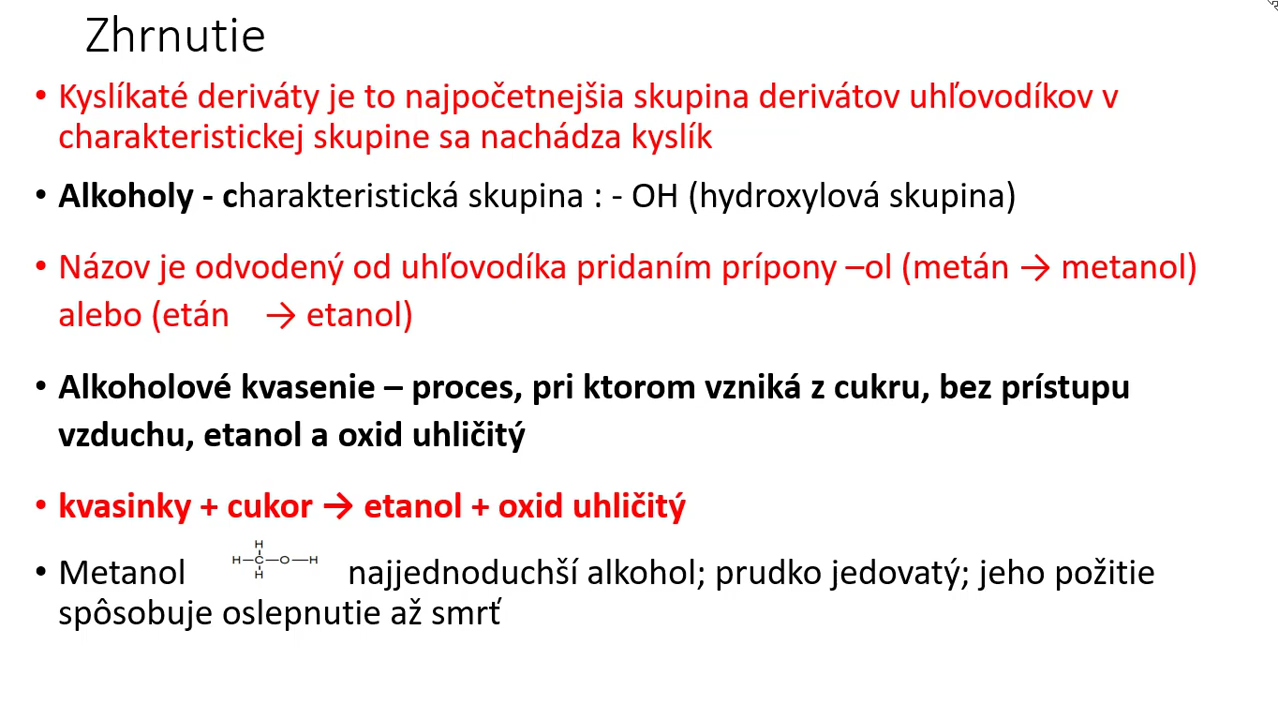 Zhrnutie
• Kyslíkaté deriváty je to najpočetnejšia skupina derivátov uhľovodíkov v
charakteristickej skupine sa nachádza kyslík
• Alkoholy - charakteristická skupina : - OH (hydroxylová skupina)
• Názov je odvodený od uhľovodíka pridaním prípony –ol (metán → metanol)
alebo (etán → etanol)
• Alkoholové kvasenie – proces, pri ktorom vzniká z cukru, bez prístupu
vzduchu, etanol a oxid uhličitý
• kvasinky + cukor → etanol + oxid uhličitý
H
H—C—O—H
H
• Metanol najjednoduchší alkohol; prudko jedovatý; jeho požitie
spôsobuje oslepnutie až smrť